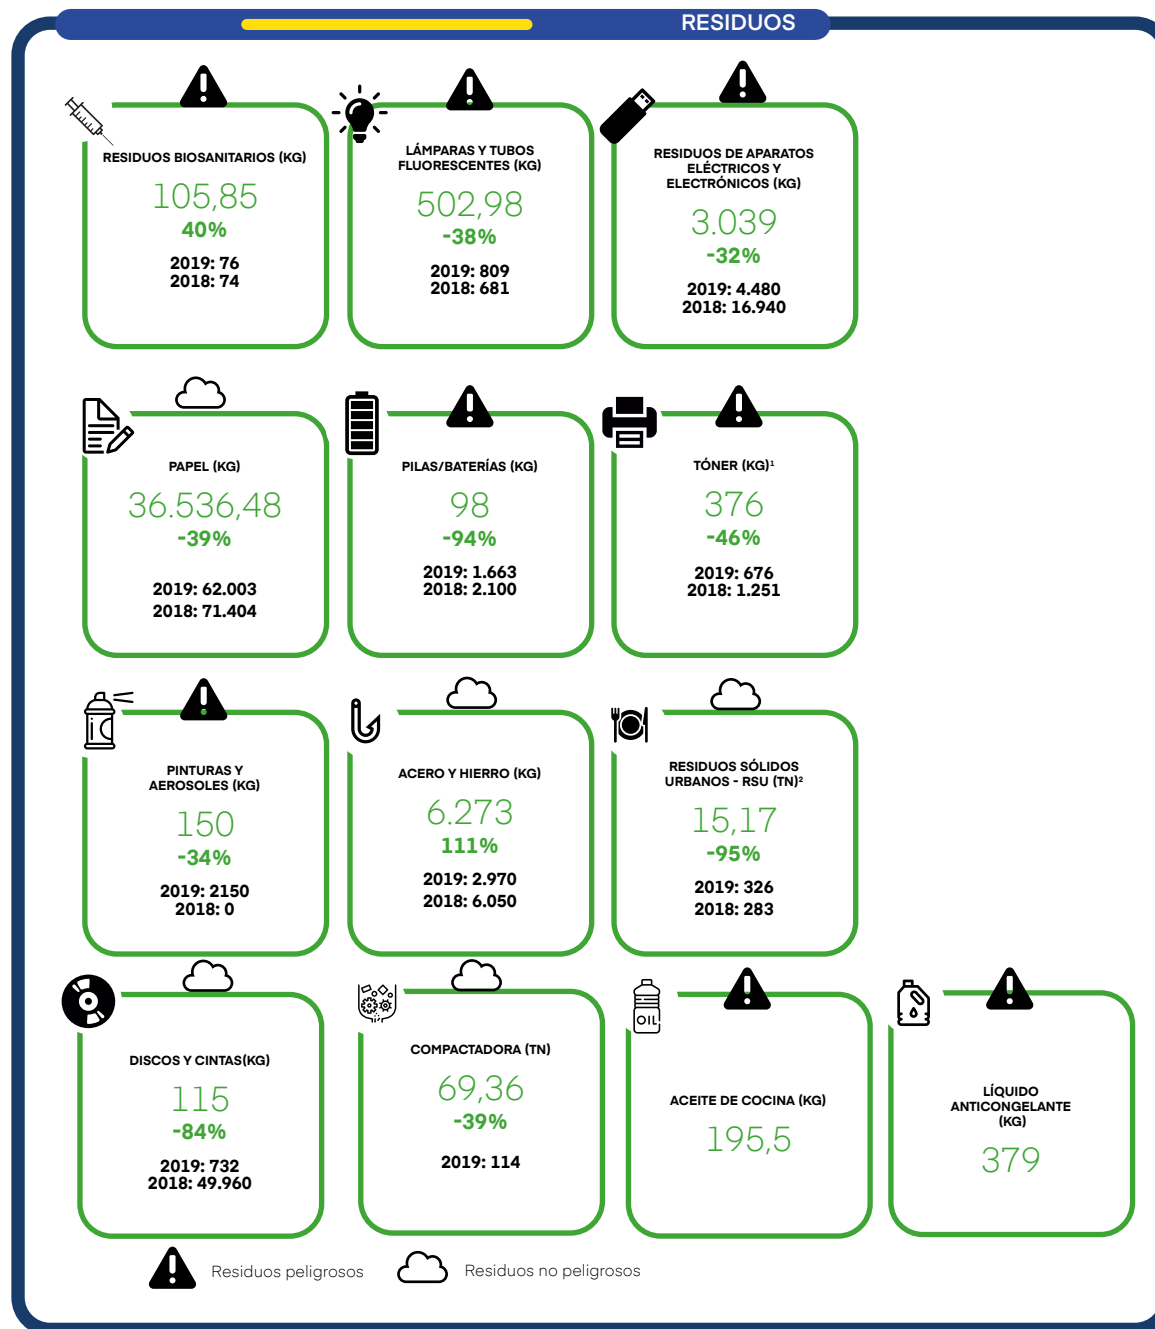 RESIDUOS
RESIDUOS BIOSANITARIOS (KG)
105,85
40%
2019: 76
2018: 74
LÁMPARAS Y TUBOS
FLUORESCENTES (KG)
502,98
-38%
2019: 809
2018: 681
RESIDUOS DE APARATOS
ELÉCTRICOS Y
ELECTRÓNICOS (KG)
3.039
-32%
2019: 4.480
2018: 16.940
PAPEL (KG)
36.536,48
-39%
2019: 62.003
2018: 71.404
PILAS/BATERÍAS (KG)
98
-94%
2019: 1.663
2018: 2.100
TÓNER (KG)¹
376
-46%
2019: 676
2018: 1.251
PINTURAS Y
AEROSOLES (KG)
150
-34%
2019: 2150
2018: 0
ACERO Y HIERRO (KG)
6.273
111%
2019: 2.970
2018: 6.050
RESIDUOS SÓLIDOS
URBANOS - RSU (TN)²
15,17
-95%
2019: 326
2018: 283
DISCOS Y CINTAS(KG)
115
-84%
2019: 732
2018: 49.960
COMPACTADORA (TN)
69,36
-39%
2019: 114
OIL
ACEITE DE COCINA (KG)
195,5
LÍQUIDO
ANTICONGELANTE
(KG)
379
Residuos peligrosos
Residuos no peligrosos